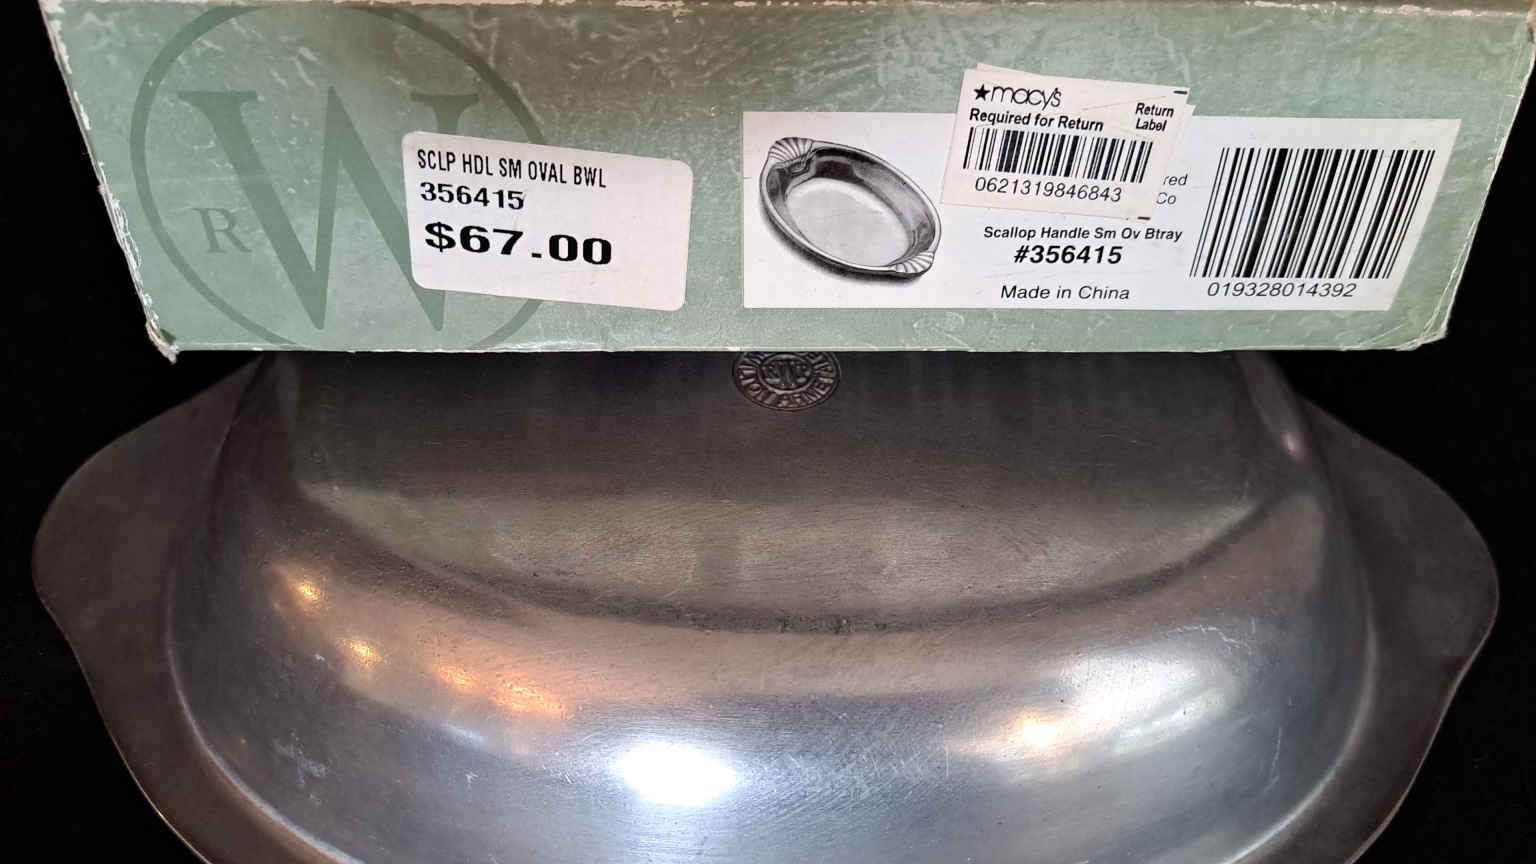 R W
SCLP HDL SM OVAL BWL
356415
$67.00
★macy's
Return
Label
Required for Return
0621319846843
red
Co
Scallop Handle Sm Ov Btray
#356415
Made in China
019328014392
RWP